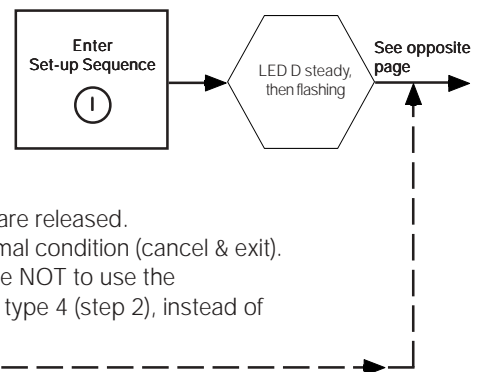 Enter
Set-up Sequence
I
LED D steady,
then flashing
See opposite
page
are released.
mal condition (cancel & exit).
e NOT to use the
type 4 (step 2), instead of